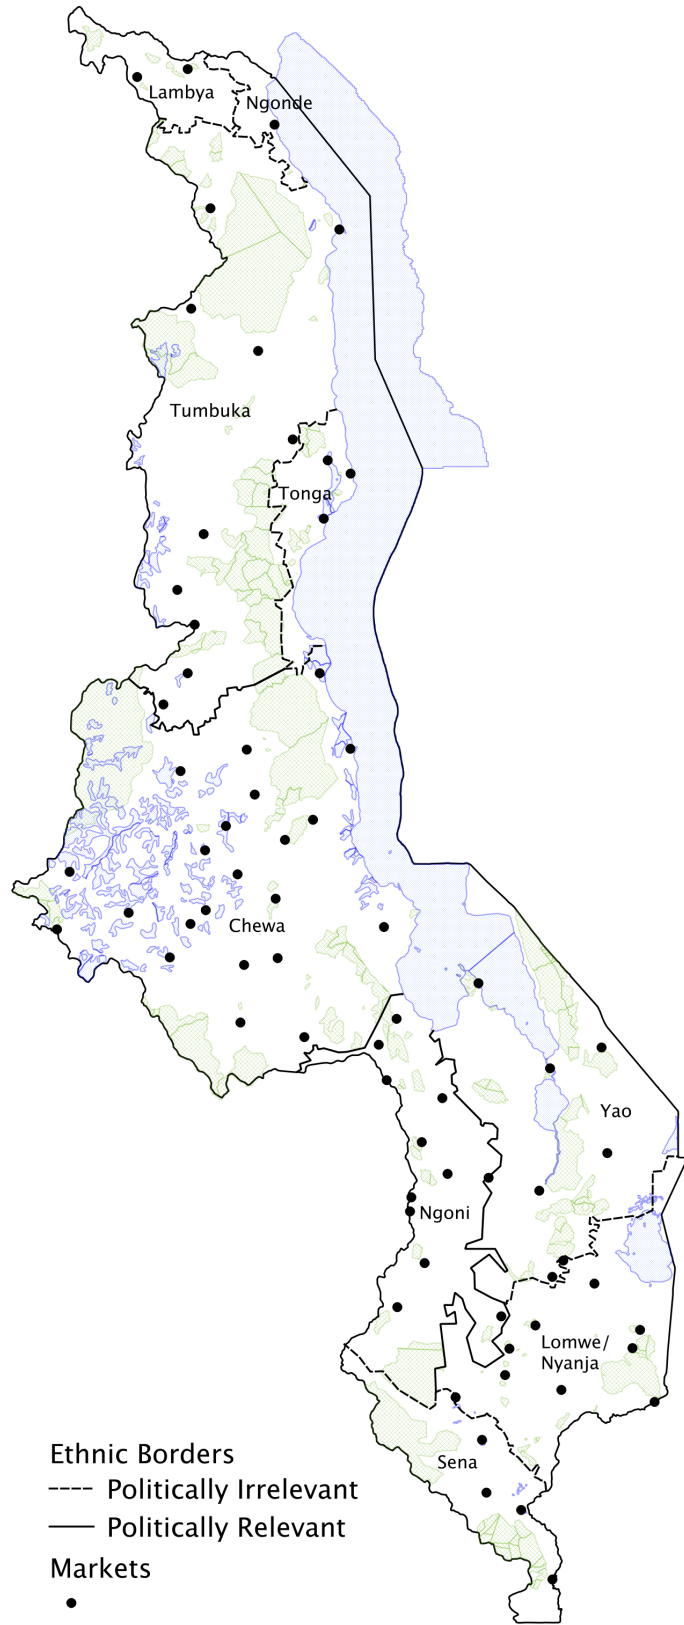 Lambya
Ngonde
Tumbuka
Tonga
Chewa
Yao
Ngoni
Lomwe/
Nyanja
Sena
Ethnic Borders
Politically Irrelevant
Politically Relevant
Markets